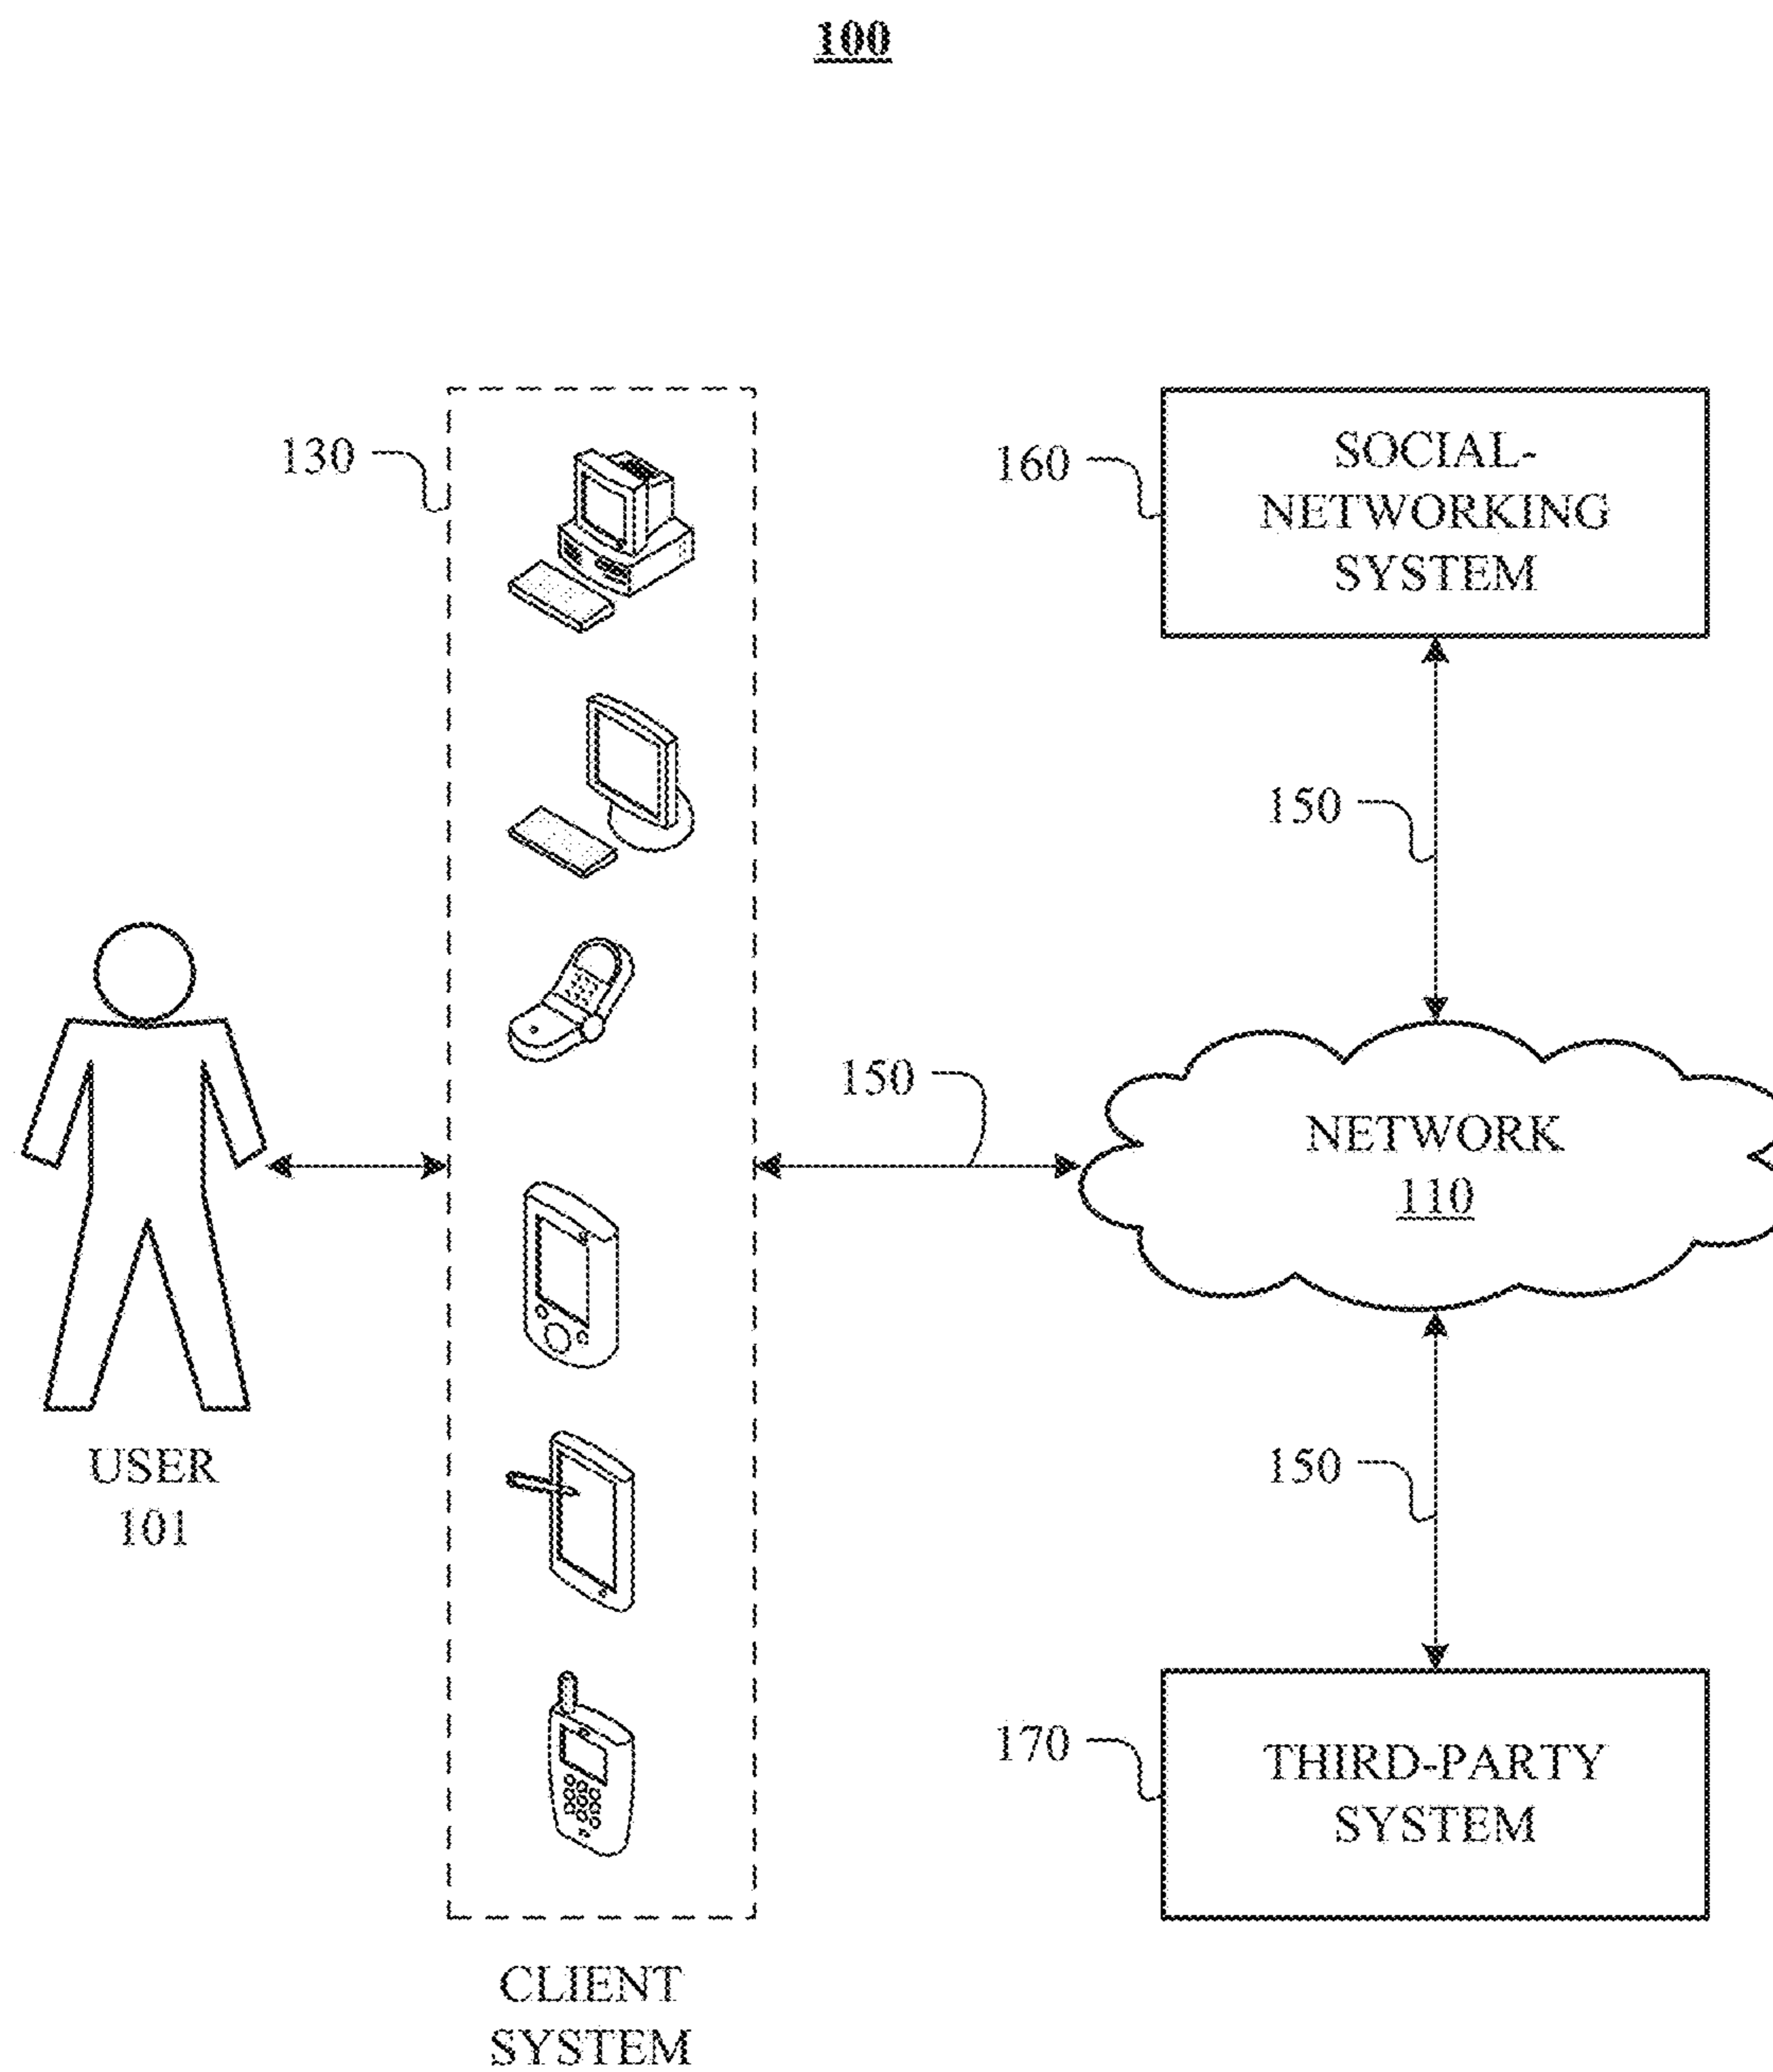 100
130
160
SOCIAL-
NETWORKING
SYSTEM
150
150
NETWORK
110
USER
101
150
170
THIRD-PARTY
SYSTEM
CLIENT
SYSTEM